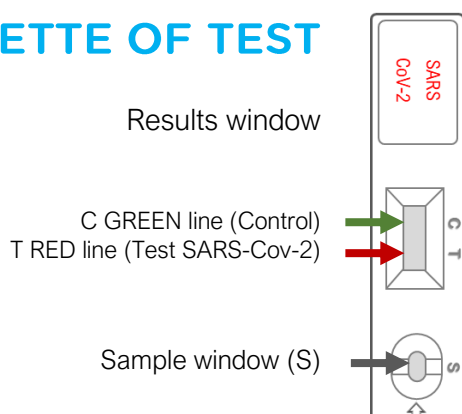 ETTE OF TEST
SARS
CoV-2
Results window
C GREEN line (Control)
T RED line (Test SARS-Cov-2)
C
T
Sample window (S)
S